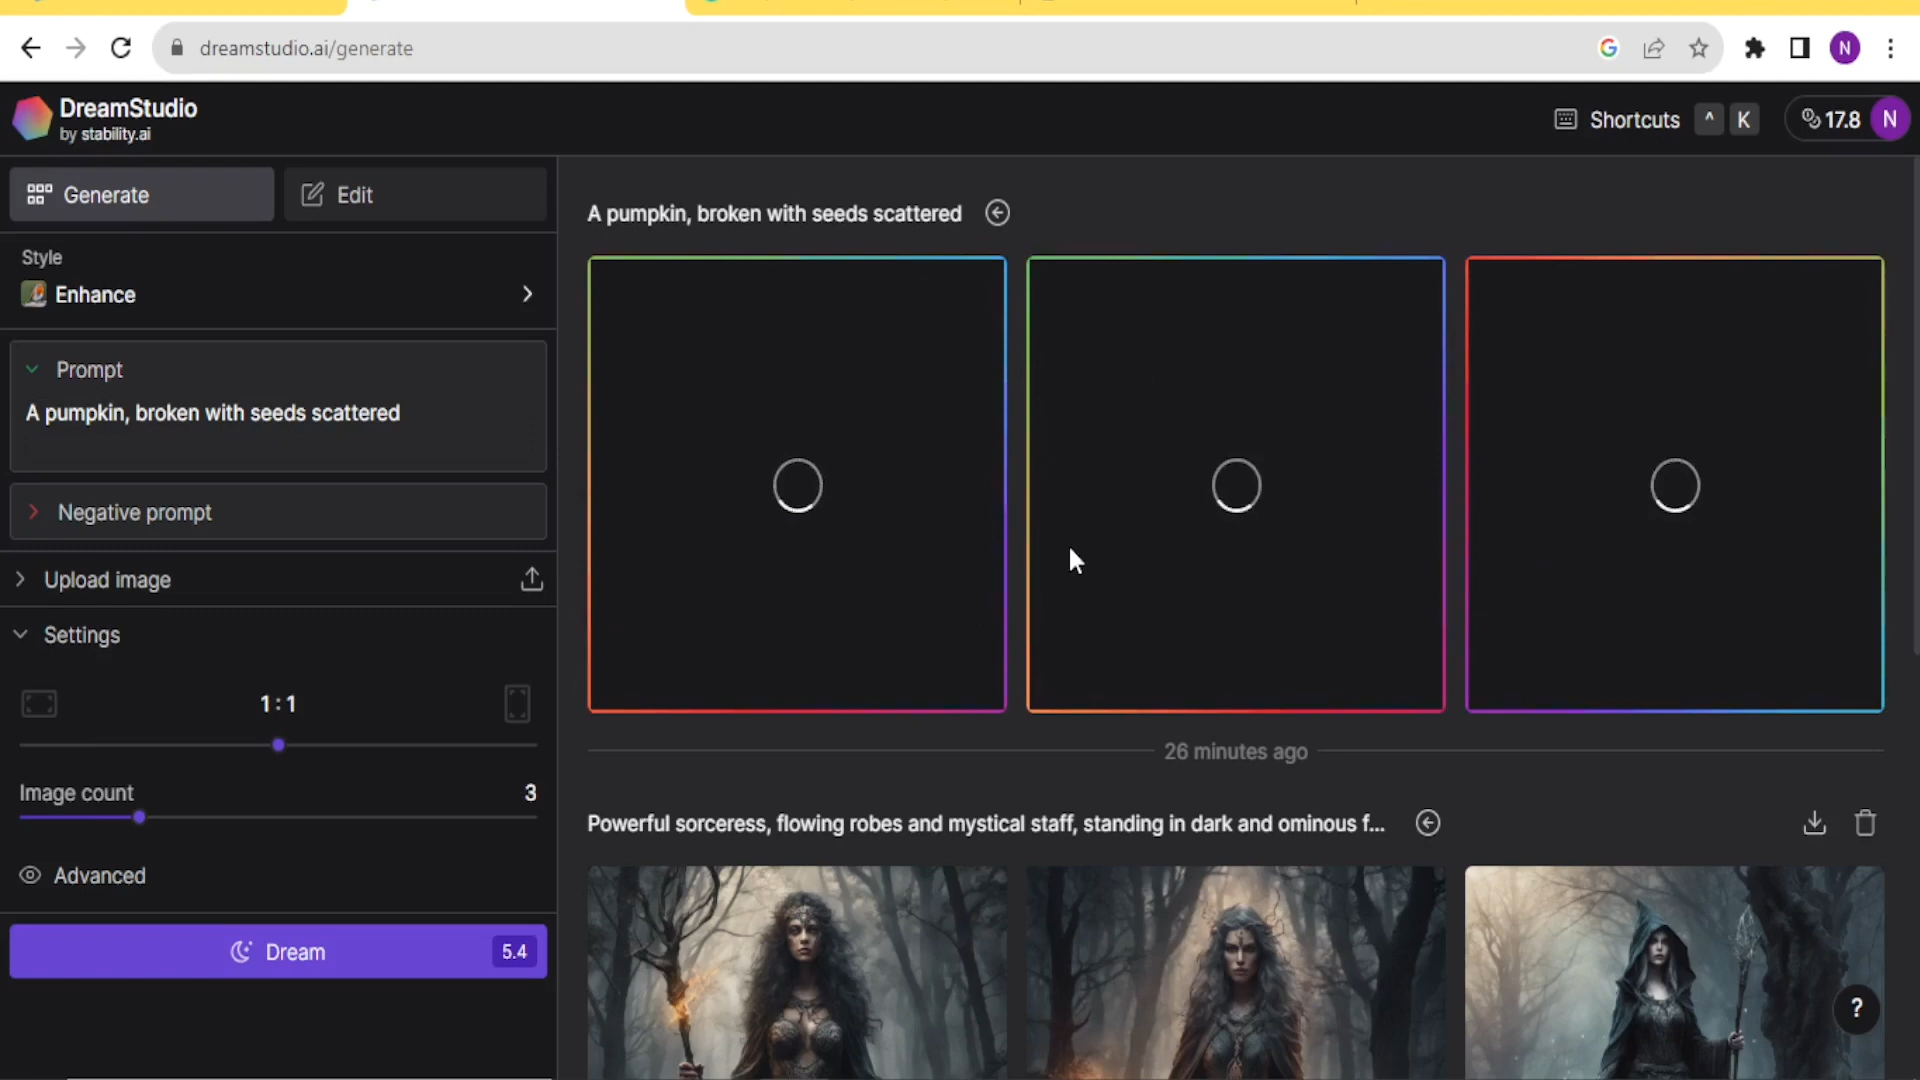 dreamstudio.ai/generate
N
DreamStudio
by stability.ai
Shortcuts ^ K
17.8 N
Generate
Edit
Style
Enhance
Prompt
A pumpkin, broken with seeds scattered
Negative prompt
Upload image
Settings
1 : 1
Image count 3
Advanced
Dream 5.4
A pumpkin, broken with seeds scattered
26 minutes ago
Powerful sorceress, flowing robes and mystical staff, standing in dark and ominous f...
?